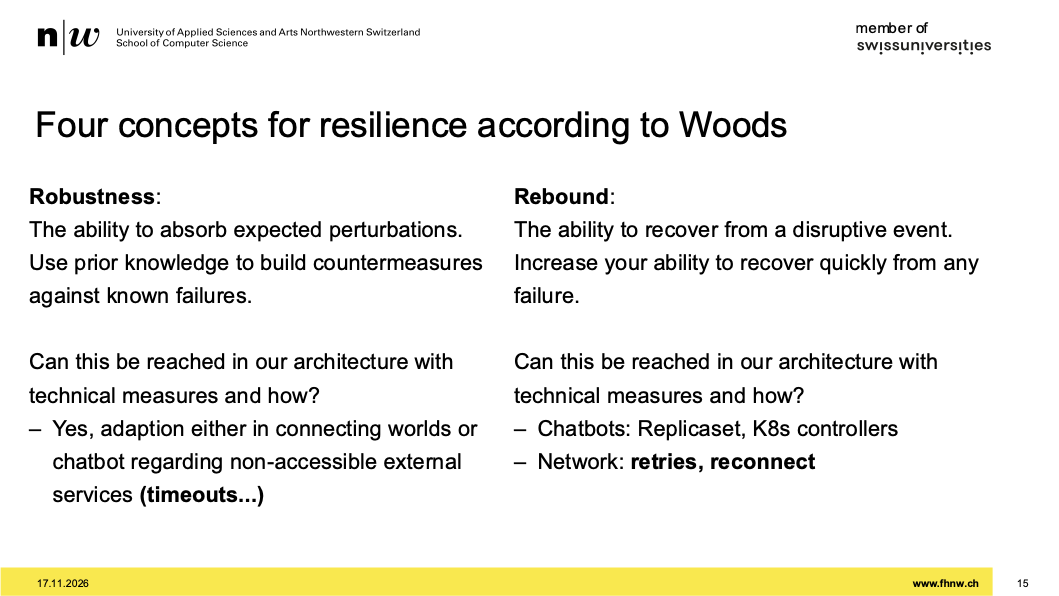 n|w University of Applied Sciences and Arts Northwestern Switzerland
School of Computer Science
member of
swissuniversities
Four concepts for resilience according to Woods
Robustness:
The ability to absorb expected perturbations.
Use prior knowledge to build countermeasures
against known failures.
Can this be reached in our architecture with
technical measures and how?
– Yes, adaption either in connecting worlds or
chatbot regarding non-accessible external
services (timeouts...)
Rebound:
The ability to recover from a disruptive event.
Increase your ability to recover quickly from any
failure.
Can this be reached in our architecture with
technical measures and how?
– Chatbots: Replicaset, K8s controllers
– Network: retries, reconnect
17.11.2026
www.fhnw.ch
15